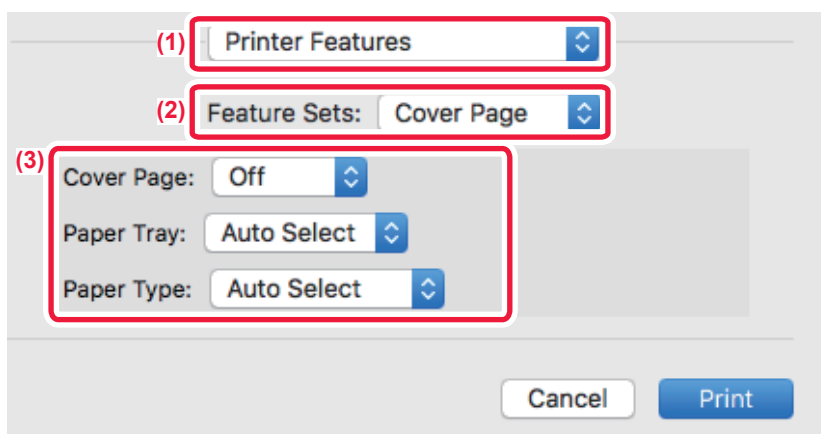 (1) Printer Features
(2) Feature Sets: Cover Page
(3)
Cover Page: Off
Paper Tray: Auto Select
Paper Type: Auto Select
Cancel Print